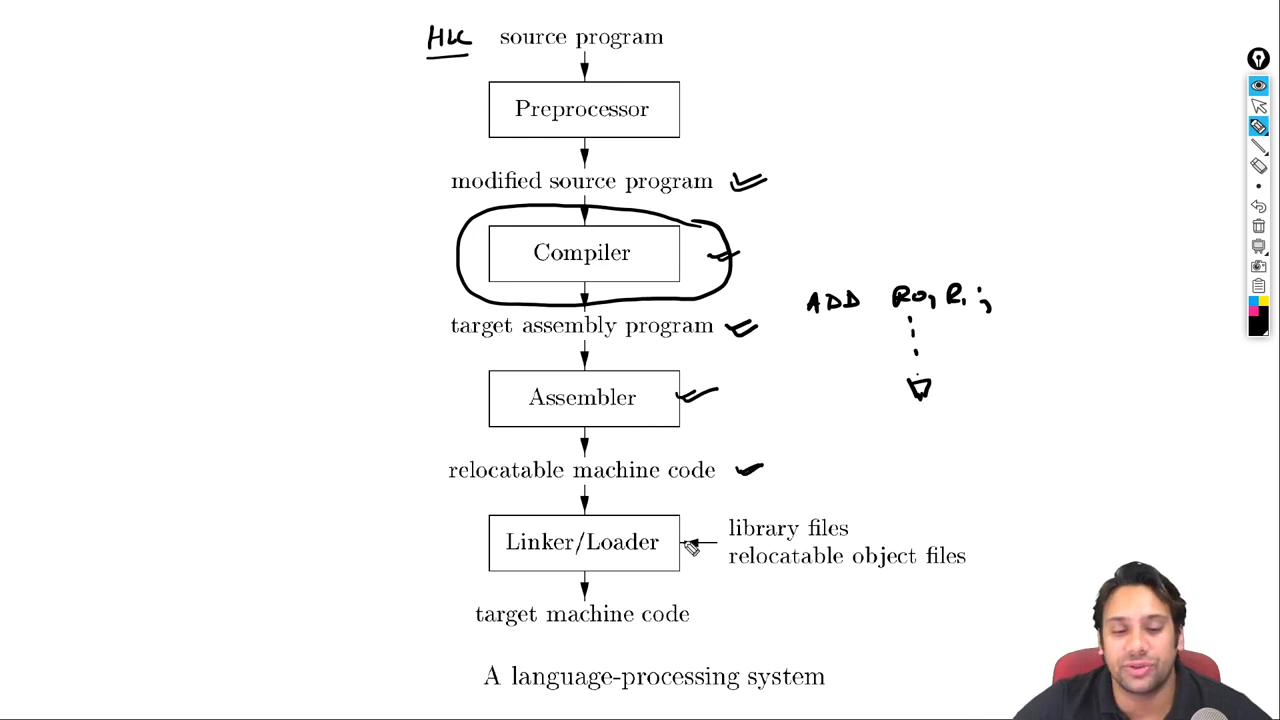 HLL source program
Preprocessor
modified source program
Compiler
ADD R0, R1;
target assembly program
Assembler
relocatable machine code
Linker/Loader
library files
relocatable object files
target machine code
A language-processing system